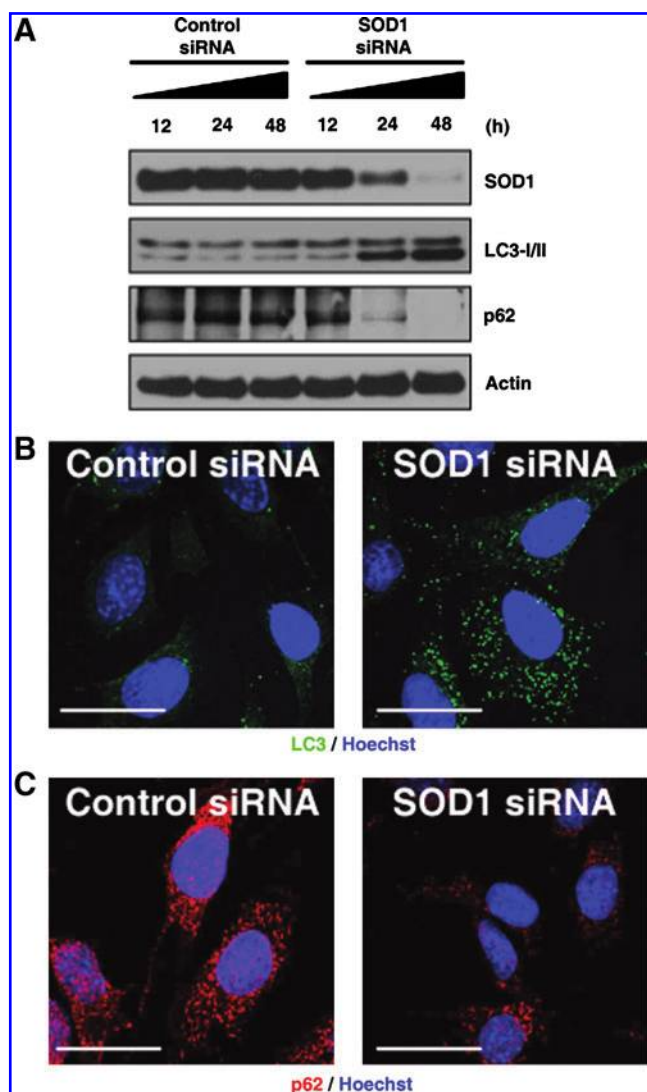 A
Control
siRNA
SOD1
siRNA
12 24 48 12 24 48 (h)
SOD1
LC3-I/II
p62
Actin
B
Control siRNA
SOD1 siRNA
LC3 / Hoechst
C
Control siRNA
SOD1 siRNA
p62 / Hoechst